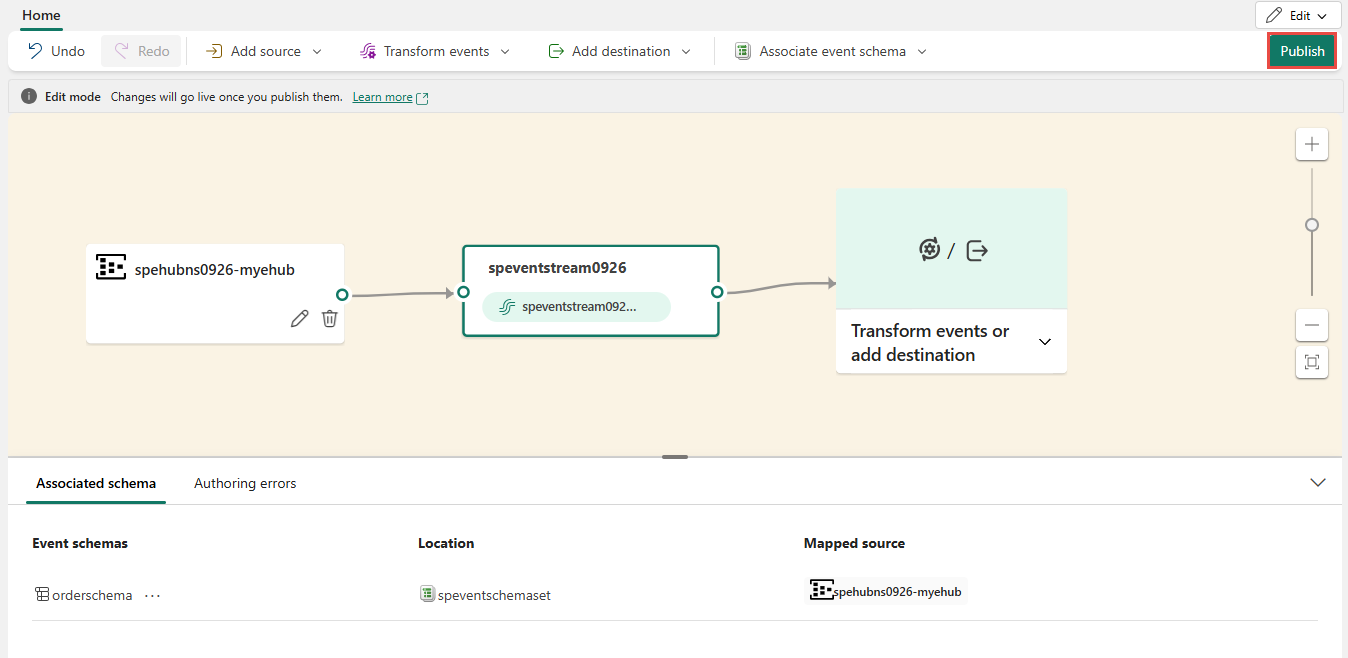 Home
Edit
Undo
Redo
Add source
Transform events
Add destination
Associate event schema
Publish
Edit mode Changes will go live once you publish them. Learn more
spehubns0926-myehub
speventstream0926
speventstream092...
/
Transform events or
add destination
Associated schema
Authoring errors
Event schemas
Location
Mapped source
orderschema ...
speventschemaset
spehubns0926-myehub